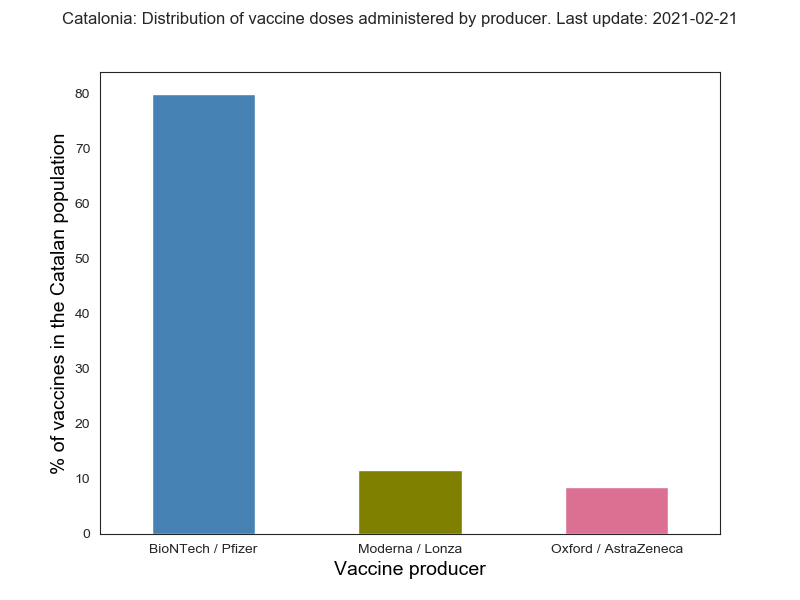 Catalonia: Distribution of vaccine doses administered by producer. Last update: 2021-02-21
% of vaccines in the Catalan population
80
70
60
50
40
30
20
10
0
BioNTech / Pfizer
Moderna / Lonza
Oxford / AstraZeneca
Vaccine producer